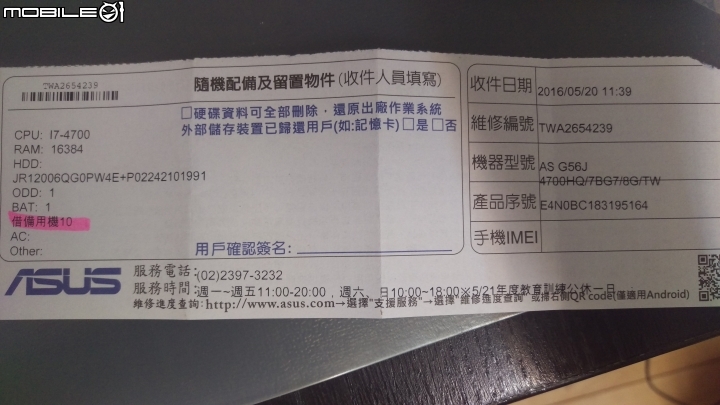 MOBILE01
TWA2654239
隨機配備及留置物件(收件人員填寫)
□硬碟資料可全部刪除,還原出廠作業系統
外部儲存裝置已歸還用戶(如:記憶卡)□是□否
CPU: I7-4700
RAM: 16384
HDD:
JR12006QG0PW4E+P02242101991
ODD: 1
BAT: 1
借備用機10
AC:
Other:
用戶確認簽名:
收件日期 2016/05/20 11:39
維修編號 TWA2654239
機器型號 AS G56J
4700HQ/7BG7/8G/TW
產品序號 E4N0BC183195164
手機IMEI
ASUS
服務電話:(02)2397-3232
服務時間:週一~週五11:00-20:00,週六、日10:00~18:00×5/21年度教育訓練公休一日
維修進度查詢:http://www.asus.com→選擇"支援服務"→選擇"維修進度查詢" 或掃右側QR code(僅適用Android)